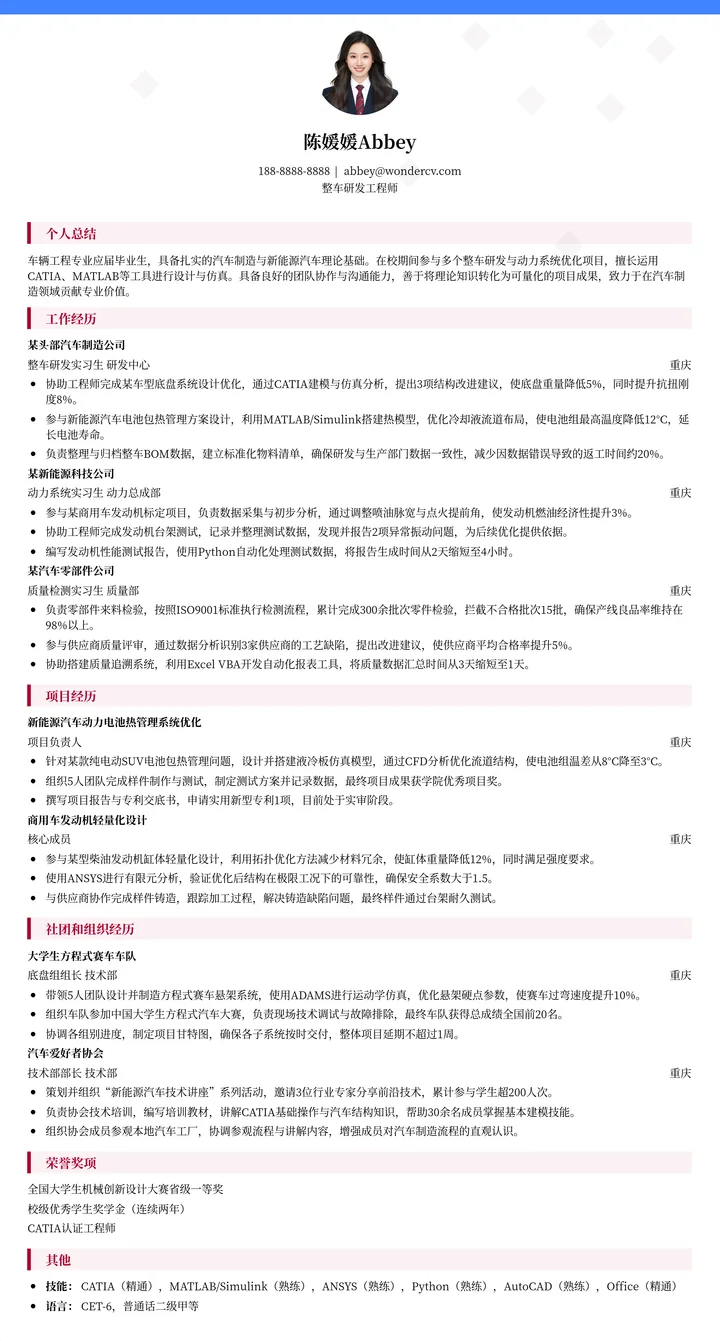 陈媛媛Abbey
188-8888-8888 | abbey@wondercv.com
整车研发工程师
个人总结
车辆工程专业应届毕业生，具备扎实的汽车制造与新能源汽车理论基础。在校期间参与多个整车研发与动力系统优化项目，擅长运用
CATIA、MATLAB等工具进行设计与仿真。具备良好的团队协作与沟通能力，善于将理论知识转化为可量化的项目成果，致力于在汽车制
造领域贡献专业价值。
工作经历
某头部汽车制造公司
整车研发实习生 研发中心 重庆
• 协助工程师完成某车型底盘系统设计优化，通过CATIA建模与仿真分析，提出3项结构改进建议，使底盘重量降低5%，同时提升抗扭刚
度8%。
• 参与新能源汽车电池包热管理方案设计，利用MATLAB/Simulink搭建热模型，优化冷却液流道布局，使电池组最高温度降低12°C，延
长电池寿命。
• 负责整理与归档整车BOM数据，建立标准化物料清单，确保研发与生产部门数据一致性，减少因数据错误导致的返工时间约20%。
某新能源科技公司
动力系统实习生 动力总成部 重庆
• 参与某商用车发动机标定项目，负责数据采集与初步分析，通过调整喷油脉宽与点火提前角，使发动机燃油经济性提升3%。
• 协助工程师完成发动机台架测试，记录并整理测试数据，发现并报告2项异常振动问题，为后续优化提供依据。
• 编写发动机性能测试报告，使用Python自动化处理测试数据，将报告生成时间从2天缩短至4小时。
某汽车零部件公司
质量检测实习生 质量部 重庆
• 负责零部件来料检验，按照ISO9001标准执行检测流程，累计完成300余批次零件检验，拦截不合格批次15批，确保产线良品率维持在
98%以上。
• 参与供应商质量评审，通过数据分析识别3家供应商的工艺缺陷，提出改进建议，使供应商平均合格率提升5%。
• 协助搭建质量追溯系统，利用Excel VBA开发自动化报表工具，将质量数据汇总时间从3天缩短至1天。
项目经历
新能源汽车动力电池热管理系统优化
项目负责人 重庆
• 针对某款纯电动SUV电池包热管理问题，设计并搭建液冷板仿真模型，通过CFD分析优化流道结构，使电池组温差从8°C降至3°C。
• 组织5人团队完成样件制作与测试，制定测试方案并记录数据，最终项目成果获学院优秀项目奖。
• 撰写项目报告与专利交底书，申请实用新型专利1项，目前处于实审阶段。
商用车发动机轻量化设计
核心成员 重庆
• 参与某型柴油发动机缸体轻量化设计，利用拓扑优化方法减少材料冗余，使缸体重量降低12%，同时满足强度要求。
• 使用ANSYS进行有限元分析，验证优化后结构在极限工况下的可靠性，确保安全系数大于1.5。
• 与供应商协作完成样件铸造，跟踪加工过程，解决铸造缺陷问题，最终样件通过台架耐久测试。
社团和组织经历
大学生方程式赛车车队
底盘组组长 技术部 重庆
• 带领5人团队设计并制造方程式赛车悬架系统，使用ADAMS进行运动学仿真，优化悬架硬点参数，使赛车过弯速度提升10%。
• 组织车队参加中国大学生方程式汽车大赛，负责现场技术调试与故障排除，最终车队获得总成绩全国前20名。
• 协调各组别进度，制定项目甘特图，确保各子系统按时交付，整体项目延期不超过1周。
汽车爱好者协会
技术部部长 技术部 重庆
• 策划并组织“新能源汽车技术讲座”系列活动，邀请3位行业专家分享前沿技术，累计参与学生超200人次。
• 负责协会技术培训，编写培训教材，讲解CATIA基础操作与汽车结构知识，帮助30余名成员掌握基本建模技能。
• 组织协会成员参观本地汽车工厂，协调参观流程与讲解内容，增强成员对汽车制造流程的直观认识。
荣誉奖项
全国大学生机械创新设计大赛省级一等奖
校级优秀学生奖学金（连续两年）
CATIA认证工程师
其他
• 技能： CATIA（精通），MATLAB/Simulink（熟练），ANSYS（熟练），Python（熟练），AutoCAD（熟练），Office（精通）
• 语言： CET-6，普通话二级甲等